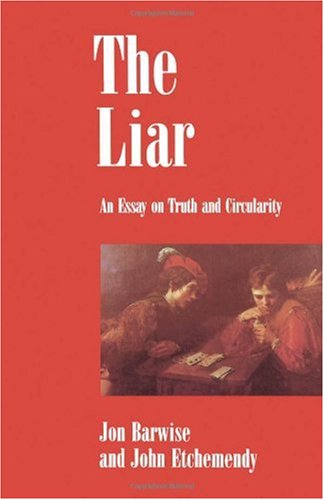 The
Liar
An Essay on Truth and Circularity
Jon Barwise
and John Etchemendy